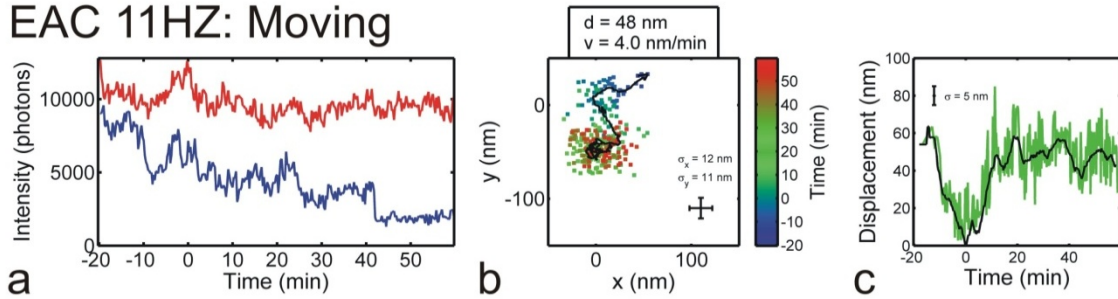 EAC 11HZ: Moving
Intensity (photons)
10000
5000
0
-20 -10 0 10 20 30 40 50
Time (min)
a
d = 48 nm
v = 4.0 nm/min
y (nm)
0
-100
σx = 12 nm
σy = 11 nm
0 100
x (nm)
b
50
40
30
20
10
0
-10
-20
Time (min)
Displacement (nm)
100
80
60
40
20
0
σ = 5 nm
-20 0 20 40
Time (min)
c